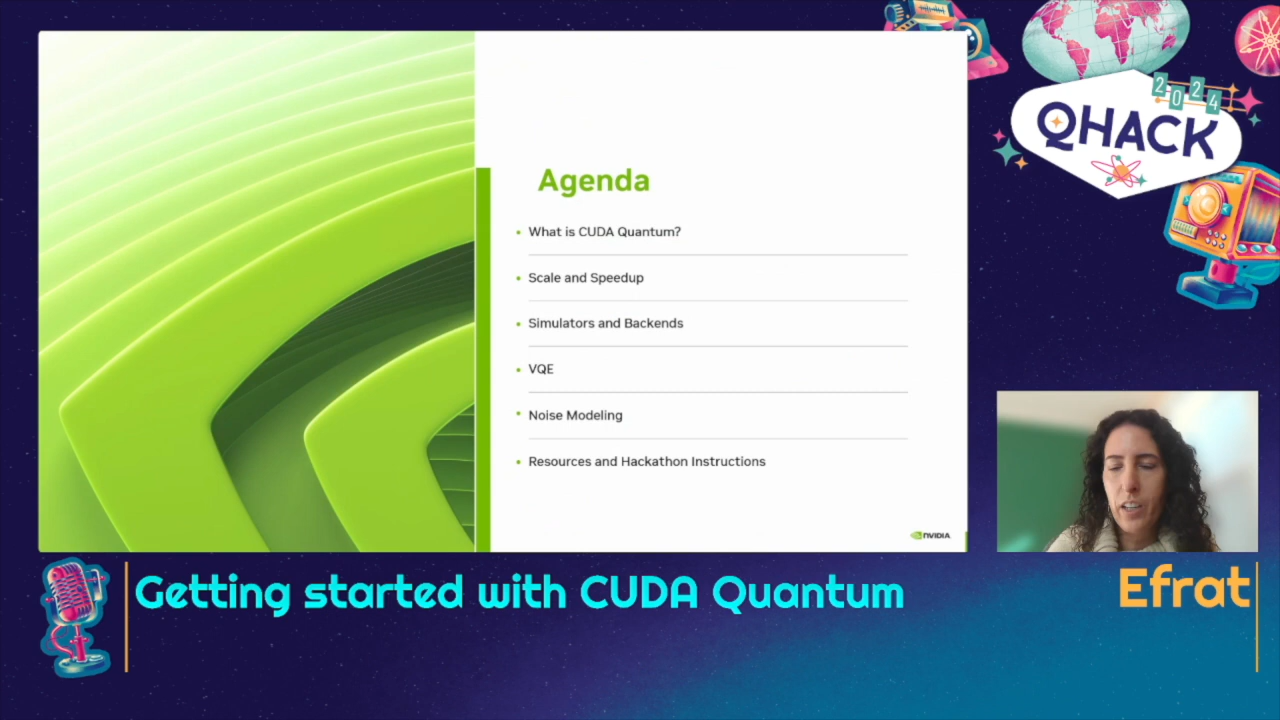 2024
QHACK
Agenda
• What is CUDA Quantum?
• Scale and Speedup
• Simulators and Backends
• VQE
• Noise Modeling
• Resources and Hackathon Instructions
NVIDIA
Getting started with CUDA Quantum
Efrat